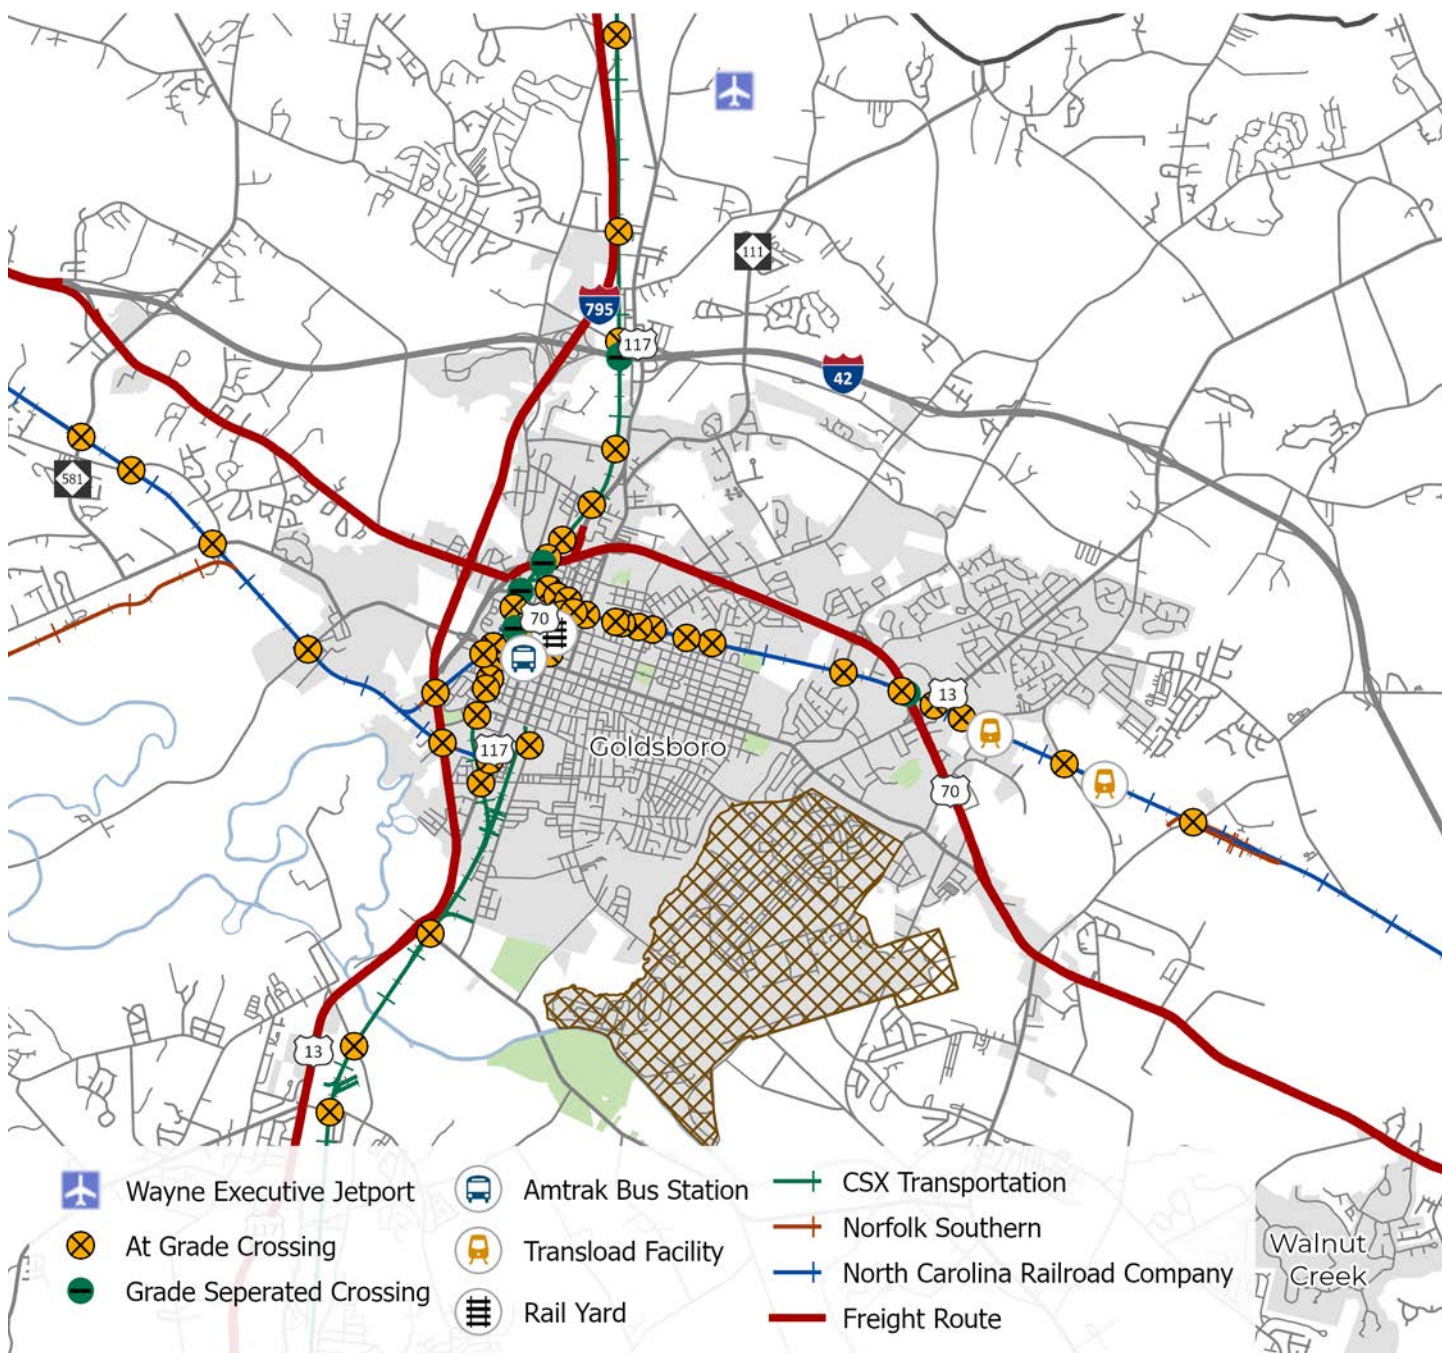 111
795
117
42
581
70
13
Goldsboro
117
70
13
Wayne Executive Jetport
At Grade Crossing
Grade Seperated Crossing
Amtrak Bus Station
Transload Facility
Rail Yard
CSX Transportation
Norfolk Southern
North Carolina Railroad Company
Freight Route
Walnut
Creek